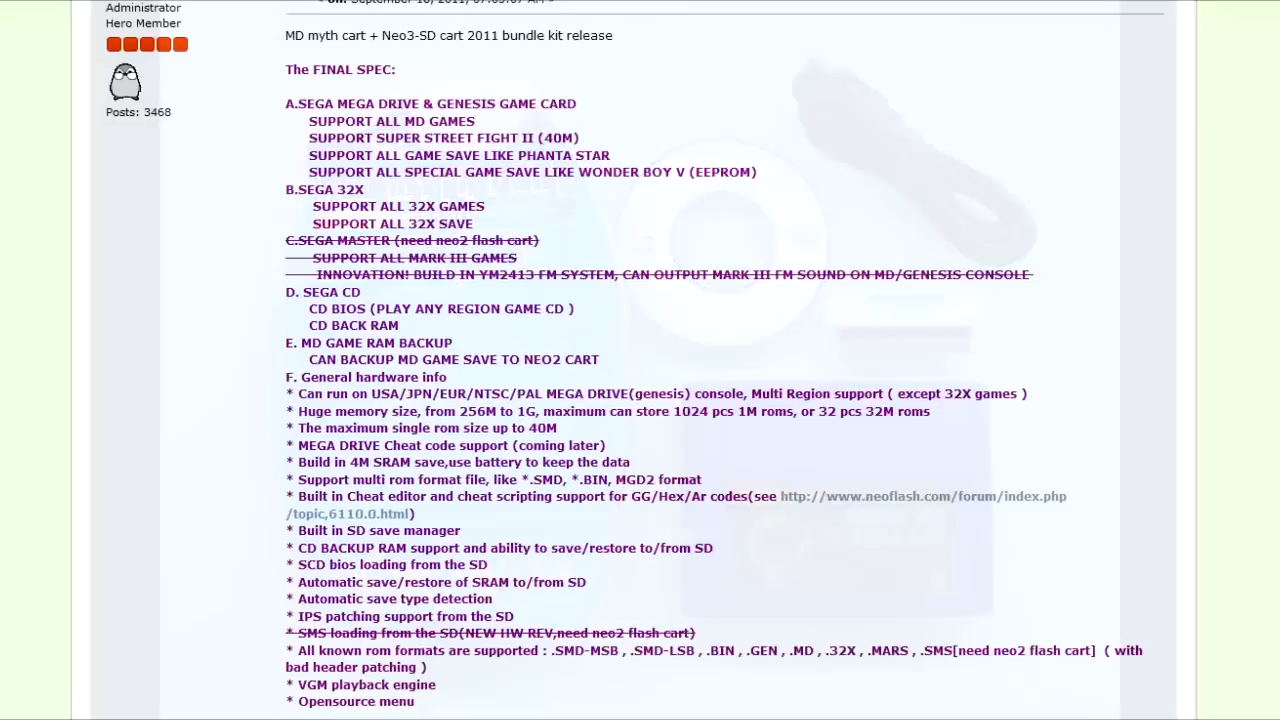 Administrator
Hero Member
Posts: 3468
MD myth cart + Neo3-SD cart 2011 bundle kit release
The FINAL SPEC:
A.SEGA MEGA DRIVE & GENESIS GAME CARD
SUPPORT ALL MD GAMES
SUPPORT SUPER STREET FIGHT II (40M)
SUPPORT ALL GAME SAVE LIKE PHANTA STAR
SUPPORT ALL SPECIAL GAME SAVE LIKE WONDER BOY V (EEPROM)
B.SEGA 32X
SUPPORT ALL 32X GAMES
SUPPORT ALL 32X SAVE
C.SEGA MASTER (need neo2 flash cart)
SUPPORT ALL MARK III GAMES
INNOVATION! BUILD IN YM2413 FM SYSTEM, CAN OUTPUT MARK III FM SOUND ON MD/GENESIS CONSOLE
D. SEGA CD
CD BIOS (PLAY ANY REGION GAME CD )
CD BACK RAM
E. MD GAME RAM BACKUP
CAN BACKUP MD GAME SAVE TO NEO2 CART
F. General hardware info
* Can run on USA/JPN/EUR/NTSC/PAL MEGA DRIVE(genesis) console, Multi Region support ( except 32X games )
* Huge memory size, from 256M to 1G, maximum can store 1024 pcs 1M roms, or 32 pcs 32M roms
* The maximum single rom size up to 40M
* MEGA DRIVE Cheat code support (coming later)
* Build in 4M SRAM save,use battery to keep the data
* Support multi rom format file, like *.SMD, *.BIN, MGD2 format
* Built in Cheat editor and cheat scripting support for GG/Hex/Ar codes(see http://www.neoflash.com/forum/index.php
/topic,6110.0.html)
* Built in SD save manager
* CD BACKUP RAM support and ability to save/restore to/from SD
* SCD bios loading from the SD
* Automatic save/restore of SRAM to/from SD
* Automatic save type detection
* IPS patching support from the SD
* SMS loading from the SD(NEW HW REV,need neo2 flash cart)
* All known rom formats are supported : .SMD-MSB , .SMD-LSB , .BIN , .GEN , .MD , .32X , .MARS , .SMS[need neo2 flash cart] ( with
bad header patching )
* VGM playback engine
* Opensource menu